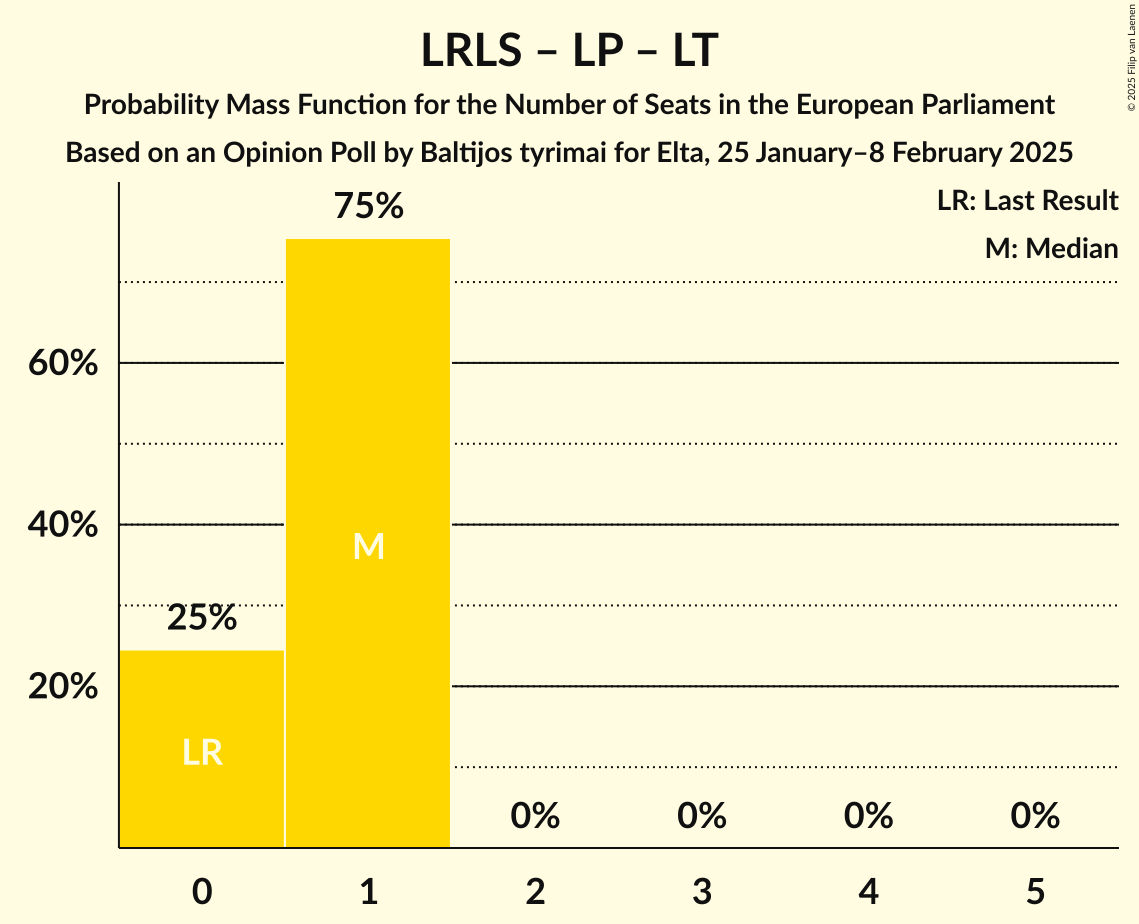 LRLS – LP – LT
Probability Mass Function for the Number of Seats in the European Parliament
Based on an Opinion Poll by Baltijos tyrimai for Elta, 25 January–8 February 2025
© 2025 Filip van Laenen
LR: Last Result
M: Median
75%
60%
40%
M
25%
20%
LR
0%
0%
0%
0%
0
1
2
3
4
5